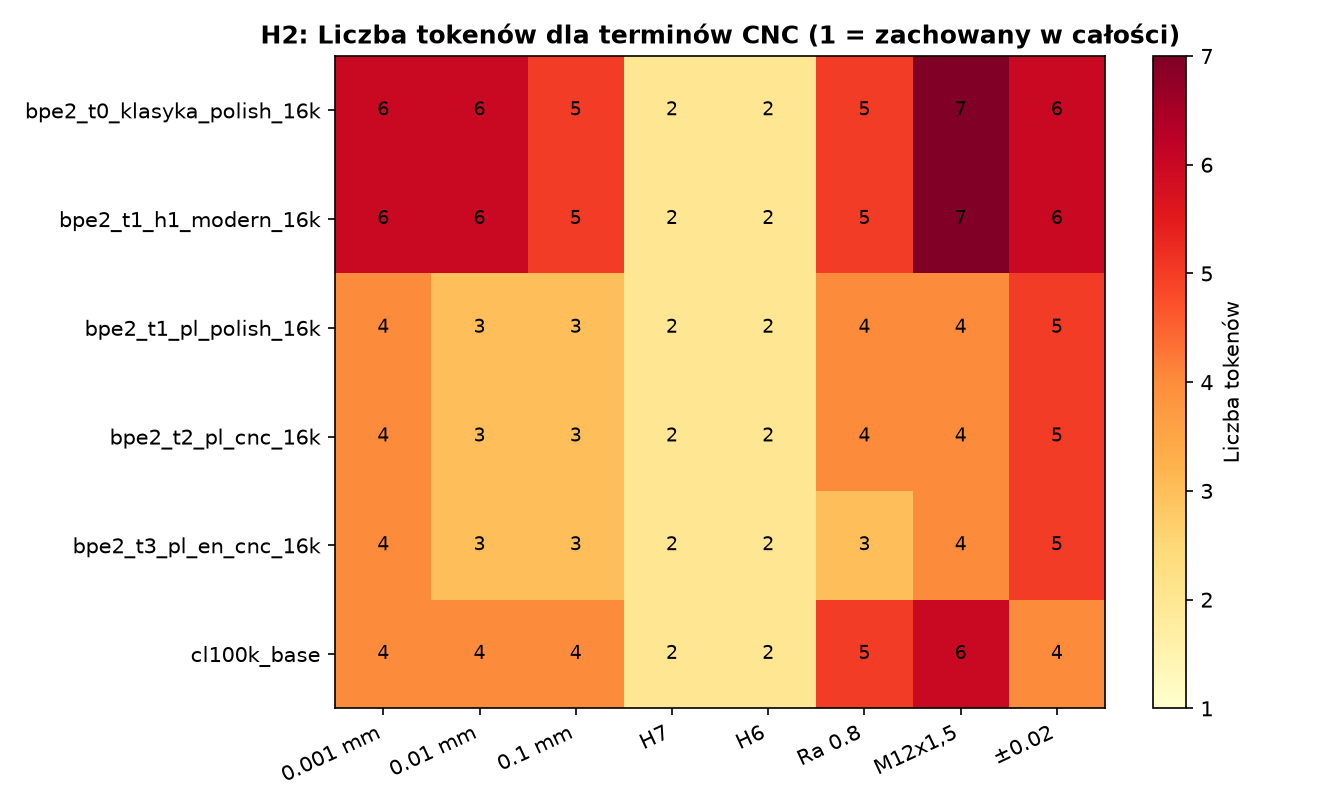 H2: Liczba tokenów dla terminów CNC (1 = zachowany w całości)
bpe2_t0_klasyka_polish_16k 6 6 5 2 2 5 7 6
bpe2_t1_h1_modern_16k 6 6 5 2 2 5 7 6
bpe2_t1_pl_polish_16k 4 3 3 2 2 4 4 5
bpe2_t2_pl_cnc_16k 4 3 3 2 2 4 4 5
bpe2_t3_pl_en_cnc_16k 4 3 3 2 2 3 4 5
cl100k_base 4 4 4 2 2 5 6 4
0.001 mm 0.01 mm 0.1 mm H7 H6 Ra 0.8 M12x1,5 ±0.02
7
6
5
4
3
2
1
Liczba tokenów